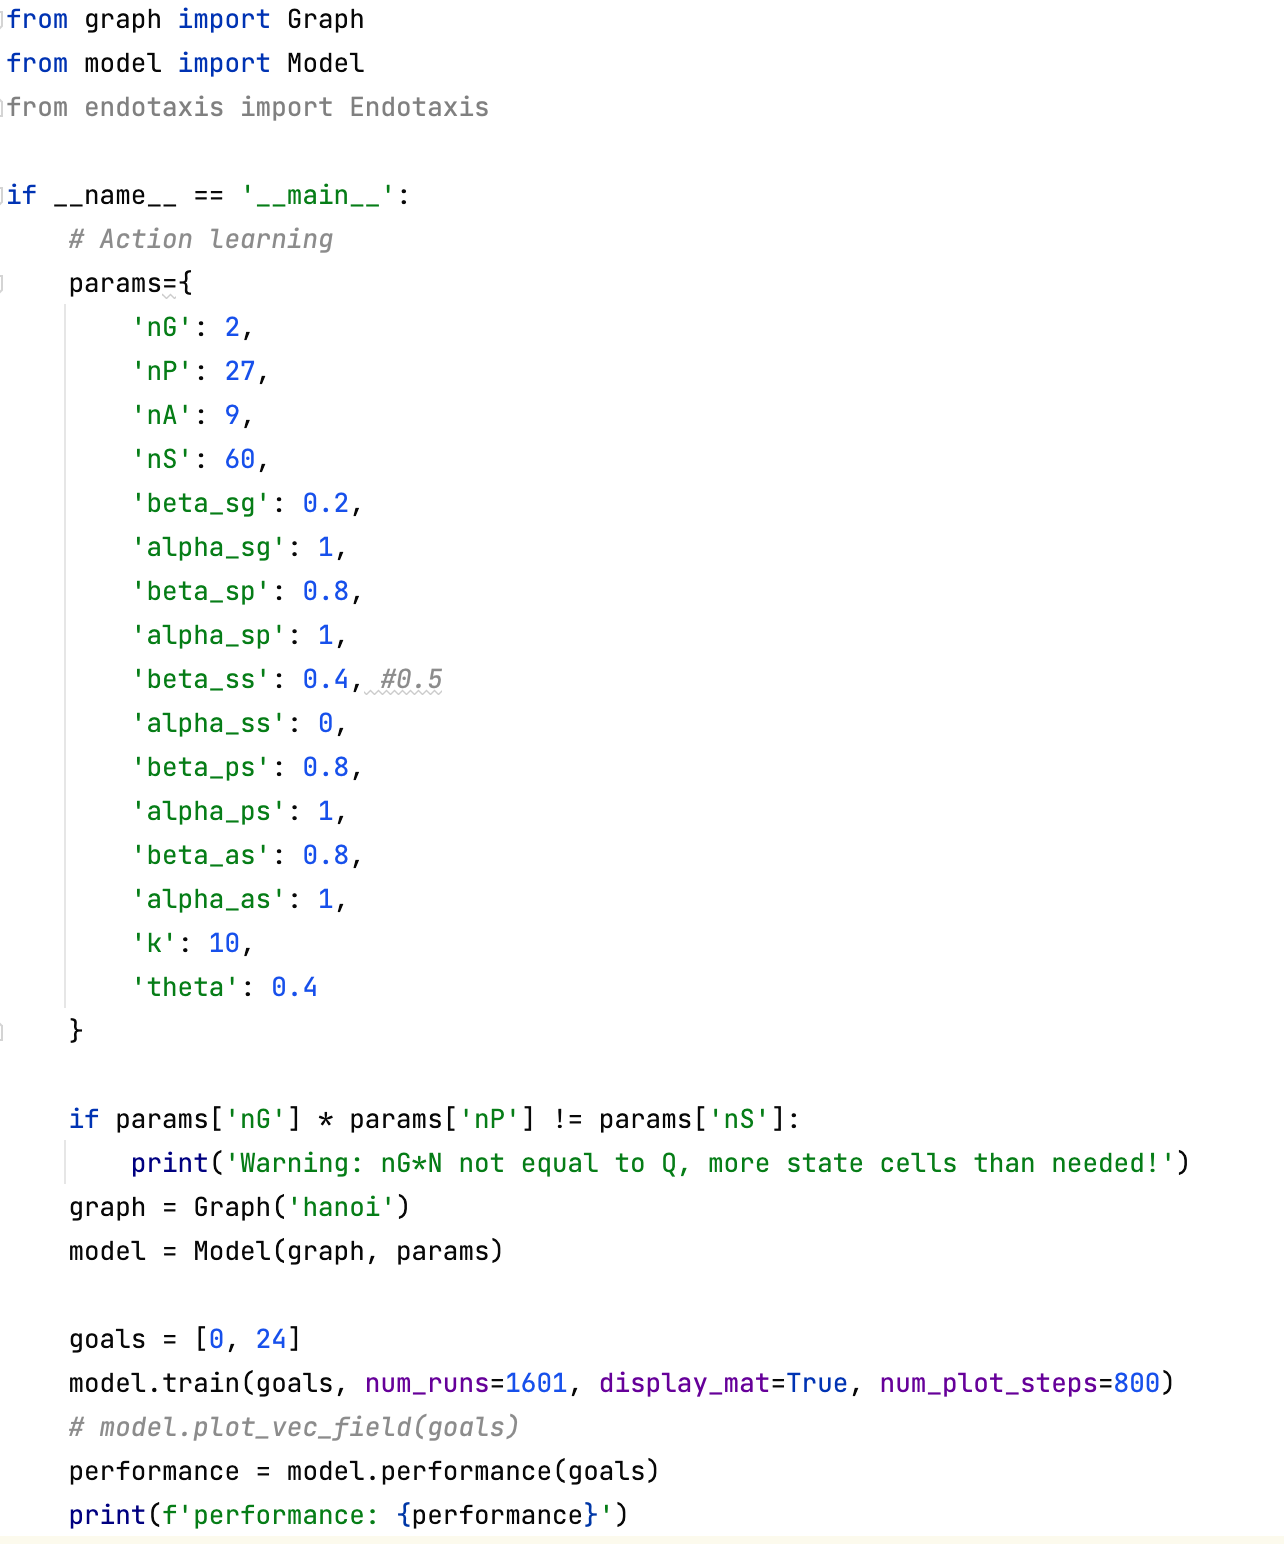 from graph import Graph
from model import Model
from endotaxis import Endotaxis

if __name__ == '__main__':
    # Action learning
    params={
        'nG': 2,
        'nP': 27,
        'nA': 9,
        'nS': 60,
        'beta_sg': 0.2,
        'alpha_sg': 1,
        'beta_sp': 0.8,
        'alpha_sp': 1,
        'beta_ss': 0.4, #0.5
        'alpha_ss': 0,
        'beta_ps': 0.8,
        'alpha_ps': 1,
        'beta_as': 0.8,
        'alpha_as': 1,
        'k': 10,
        'theta': 0.4
    }

    if params['nG'] * params['nP'] != params['nS']:
        print('Warning: nG*N not equal to Q, more state cells than needed!')
    graph = Graph('hanoi')
    model = Model(graph, params)

    goals = [0, 24]
    model.train(goals, num_runs=1601, display_mat=True, num_plot_steps=800)
    # model.plot_vec_field(goals)
    performance = model.performance(goals)
    print(f'performance: {performance}')